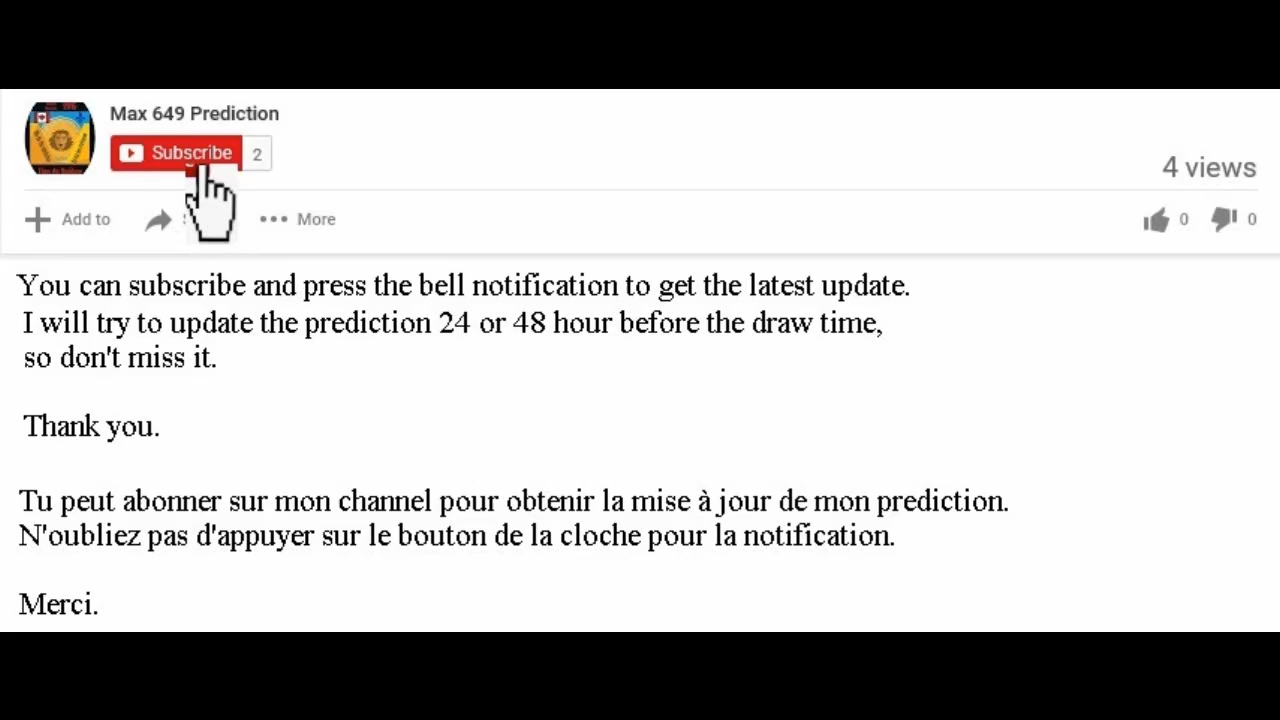 Max 649 Prediction
Subscribe 2
4 views
Add to
More
0 0
You can subscribe and press the bell notification to get the latest update.
I will try to update the prediction 24 or 48 hour before the draw time,
so don't miss it.
Thank you.
Tu peut abonner sur mon channel pour obtenir la mise à jour de mon prediction.
N'oubliez pas d'appuyer sur le bouton de la cloche pour la notification.
Merci.